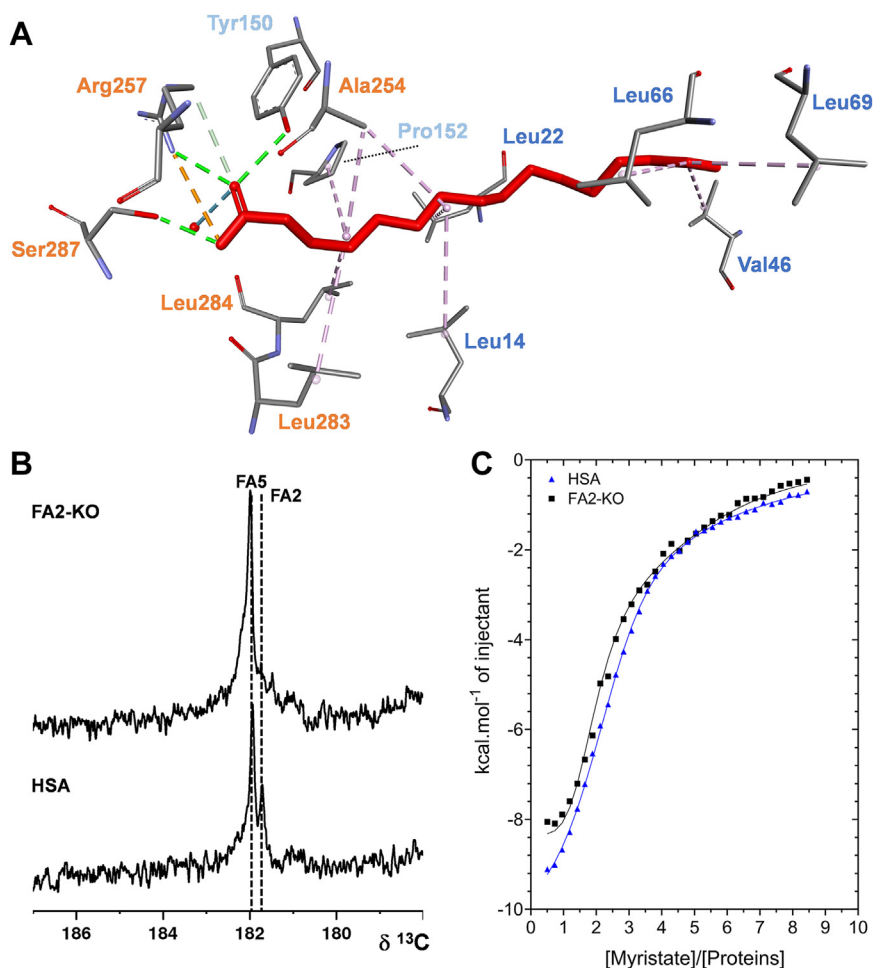 A
Tyr150
Arg257
Ala254
Leu66
Leu69
Pro152
Leu22
Ser287
Val46
Leu284
Leu14
Leu283
B
FA5
FA2-KO
FA2
HSA
186
184
182
180
δ ¹³C
C
HSA
FA2-KO
0
-2
-4
-6
-8
-10
kcal.mol⁻¹ of injectant
0 1 2 3 4 5 6 7 8 9 10
[Myristate]/[Proteins]